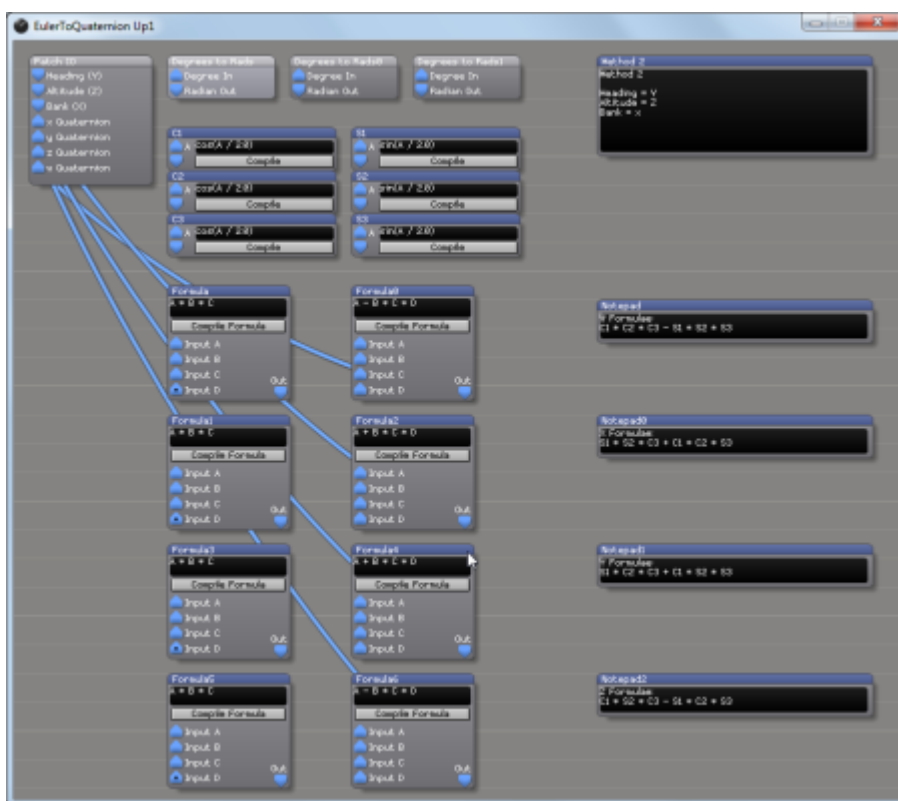 EulerToQuaternion Up1
Patch IO
Heading (Y)
Altitude (Z)
Bank (X)
x Quaternion
y Quaternion
z Quaternion
w Quaternion
Degrees to Rads
Degree In
Radian Out
Degrees to Rads0
Degree In
Radian Out
Degrees to Rads1
Degree In
Radian Out
Method 2
Method 2
Heading = Y
Altitude = Z
Bank = x
C1
A cos(A / 2.0)
Compile
S1
A sin(A / 2.0)
Compile
C2
A cos(A / 2.0)
Compile
S2
A sin(A / 2.0)
Compile
C3
A cos(A / 2.0)
Compile
S3
A sin(A / 2.0)
Compile
Formula
A * B * C
Compile Formula
Input A
Input B
Input C
Out
Input D
Formula0
A - B * C * D
Compile Formula
Input A
Input B
Input C
Out
Input D
Notepad
W Formulae:
C1 * C2 * C3 - S1 * S2 * S3
Formula1
A * B * C
Compile Formula
Input A
Input B
Input C
Out
Input D
Formula2
A + B * C * D
Compile Formula
Input A
Input B
Input C
Out
Input D
Notepad0
X Formulae:
S1 * S2 * C3 + C1 * C2 * S3
Formula3
A * B * C
Compile Formula
Input A
Input B
Input C
Out
Input D
Formula4
A + B * C * D
Compile Formula
Input A
Input B
Input C
Out
Input D
Notepad1
Y Formulae:
S1 * C2 * C3 + C1 * S2 * S3
Formula5
A * B * C
Compile Formula
Input A
Input B
Input C
Out
Input D
Formula6
A - B * C * D
Compile Formula
Input A
Input B
Input C
Out
Input D
Notepad2
Z Formulae:
C1 * S2 * C3 - S1 * C2 * S3